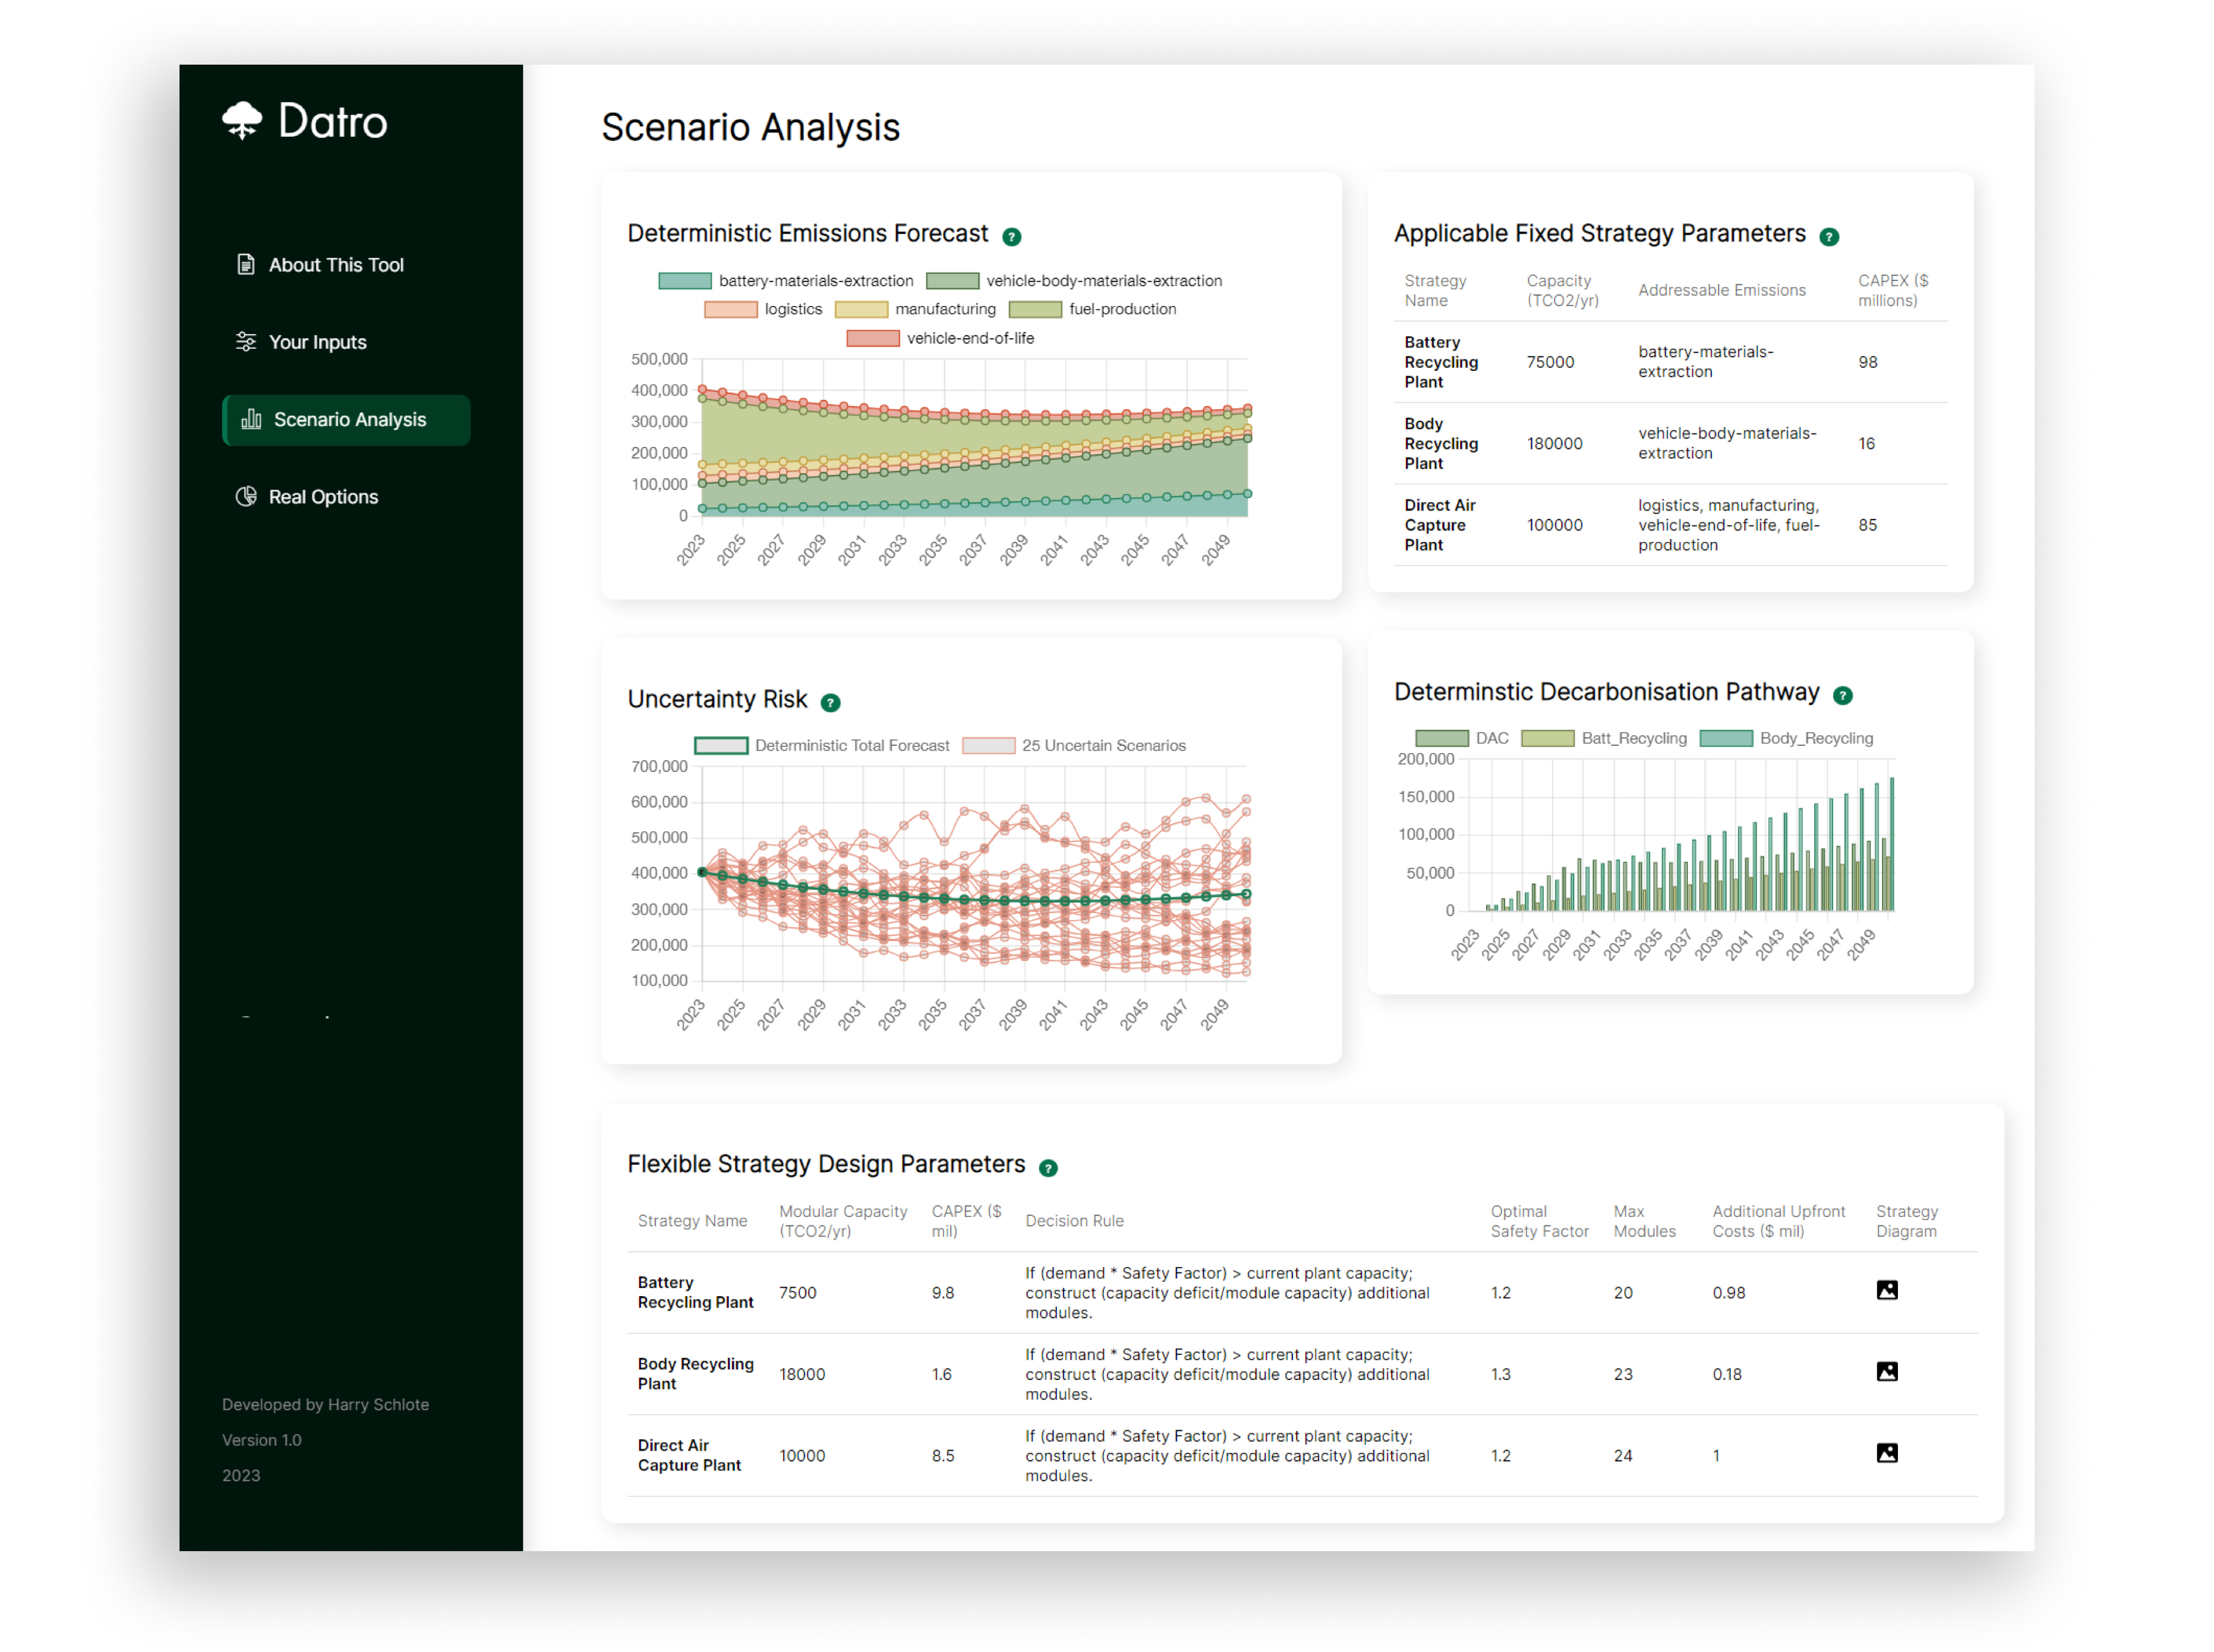 Datro
About This Tool
Your Inputs
Scenario Analysis
Real Options
Developed by Harry Schlote
Version 1.0
2023
Scenario Analysis
Deterministic Emissions Forecast ?
battery-materials-extraction vehicle-body-materials-extraction
logistics manufacturing fuel-production
vehicle-end-of-life
500,000
400,000
300,000
200,000
100,000
0
2023 2025 2027 2029 2031 2033 2035 2037 2039 2041 2043 2045 2047 2049
Applicable Fixed Strategy Parameters ?
Strategy Name Capacity (TCO2/yr) Addressable Emissions CAPEX ($ millions)
Battery Recycling Plant 75000 battery-materials-extraction 98
Body Recycling Plant 180000 vehicle-body-materials-extraction 16
Direct Air Capture Plant 100000 logistics, manufacturing, vehicle-end-of-life, fuel-production 85
Uncertainty Risk ?
Deterministic Total Forecast 25 Uncertain Scenarios
700,000
600,000
500,000
400,000
300,000
200,000
100,000
2023 2025 2027 2029 2031 2033 2035 2037 2039 2041 2043 2045 2047 2049
Determinstic Decarbonisation Pathway ?
DAC Batt_Recycling Body_Recycling
200,000
150,000
100,000
50,000
0
2023 2025 2027 2029 2031 2033 2035 2037 2039 2041 2043 2045 2047 2049
Flexible Strategy Design Parameters ?
Strategy Name Modular Capacity (TCO2/yr) CAPEX ($ mil) Decision Rule Optimal Safety Factor Max Modules Additional Upfront Costs ($ mil) Strategy Diagram
Battery Recycling Plant 7500 9.8 If (demand * Safety Factor) > current plant capacity; construct (capacity deficit/module capacity) additional modules. 1.2 20 0.98
Body Recycling Plant 18000 1.6 If (demand * Safety Factor) > current plant capacity; construct (capacity deficit/module capacity) additional modules. 1.3 23 0.18
Direct Air Capture Plant 10000 8.5 If (demand * Safety Factor) > current plant capacity; construct (capacity deficit/module capacity) additional modules. 1.2 24 1